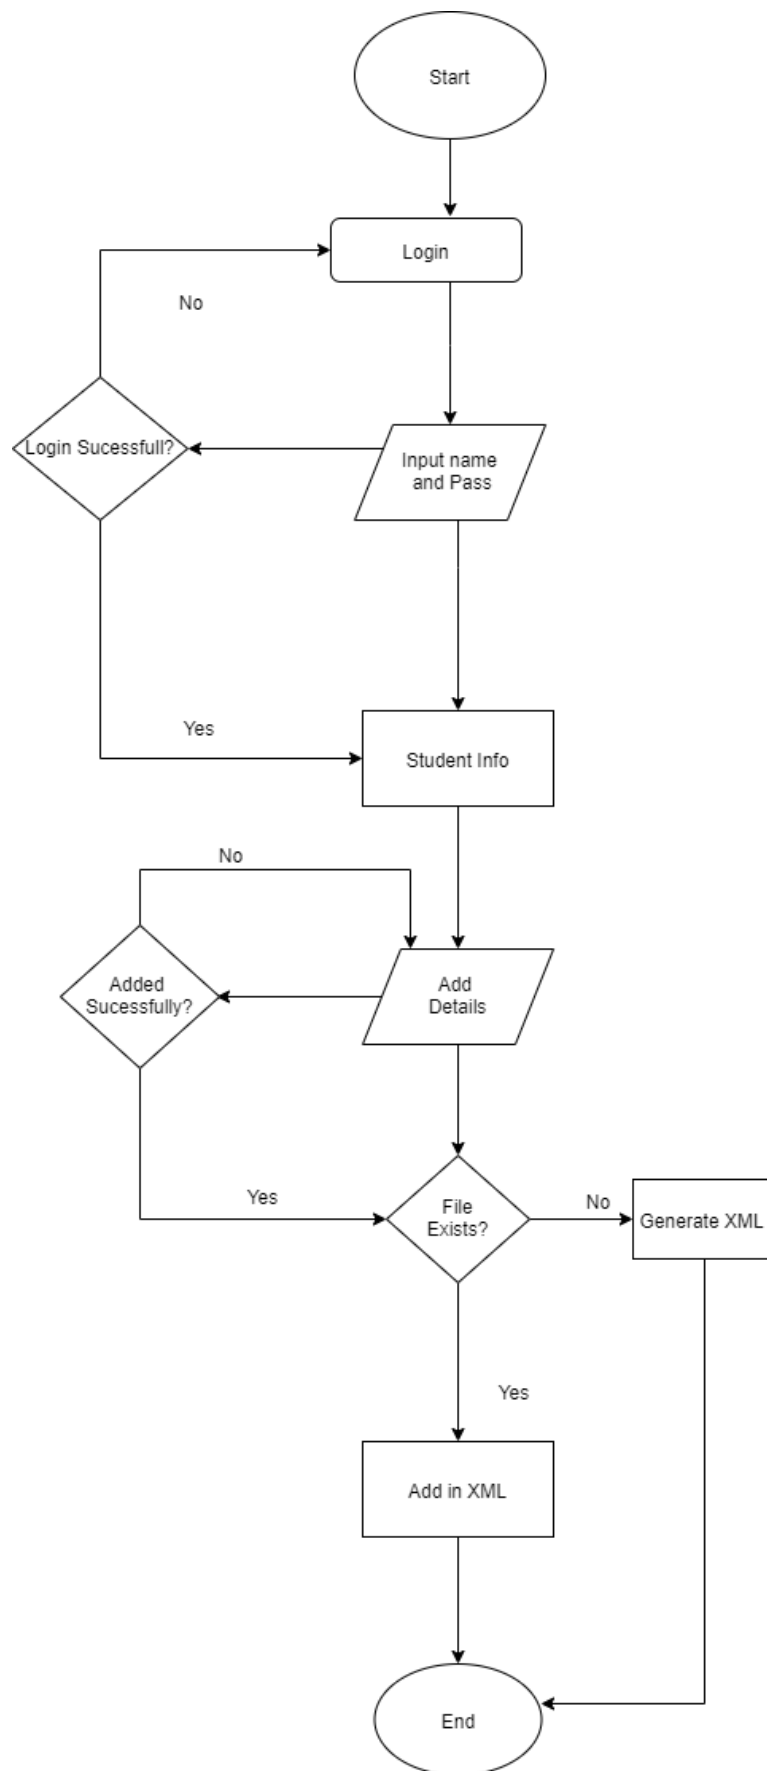 Start
Login
No
Login Sucessfull?
Input name
and Pass
Yes
Student Info
No
Added
Sucessfully?
Add
Details
Yes
File
Exists?
No
Generate XML
Yes
Add in XML
End